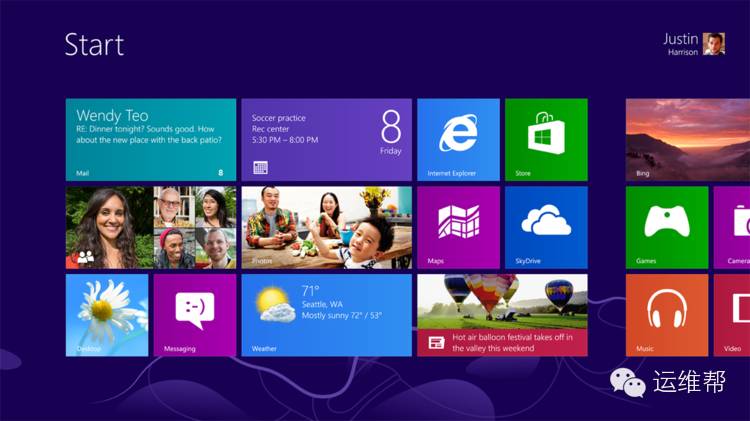 Start
Justin
Harrison
Wendy Teo
RE: Dinner tonight? Sounds good. How
about the new place with the back patio?
Mail
8
Soccer practice
Rec center
5:30 PM – 8:00 PM
8
Friday
Internet Explorer
Store
Bing
Photos
Maps
SkyDrive
Games
Camera
Desktop
Messaging
71°
Seattle, WA
Mostly sunny 72° / 53°
Weather
Hot air balloon festival takes off in
the valley this weekend
Music
Video
运维帮